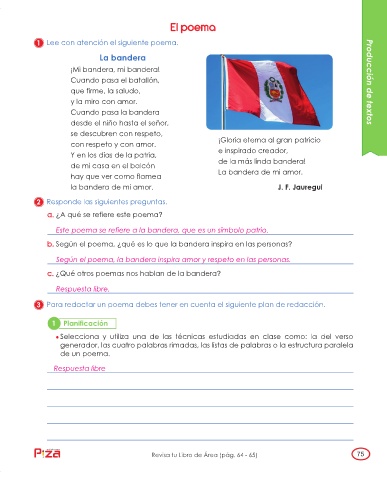 El poema
1 Lee con atención el siguiente poema.
La bandera
¡Mi bandera, mi bandera!
Cuando pasa el batallón,
que firme, la saludo,
y la miro con amor.
Cuando pasa la bandera
desde el niño hasta el señor,
se descubren con respeto,
con respeto y con amor.
Y en los días de la patria,
de mi casa en el balcón
hay que ver como flamea
la bandera de mi amor.
¡Gloria eterna al gran patricio
e inspirado creador,
de la más linda bandera!
La bandera de mi amor.
J. F. Jauregui
2 Responde las siguientes preguntas.
a. ¿A qué se refiere este poema?
Este poema se refiere a la bandera, que es un símbolo patrio.
b. Según el poema, ¿qué es lo que la bandera inspira en las personas?
Según el poema, la bandera inspira amor y respeto en las personas.
c. ¿Qué otros poemas nos hablan de la bandera?
Respuesta libre.
3 Para redactar un poema debes tener en cuenta el siguiente plan de redacción.
1 Planificación
• Selecciona y utiliza una de las técnicas estudiadas en clase como: la del verso
generador, las cuatro palabras rimadas, las listas de palabras o la estructura paralela
de un poema.
Respuesta libre
Producción de textos
Piza
Revisa tu Libro de Área (pág. 64 - 65)
75